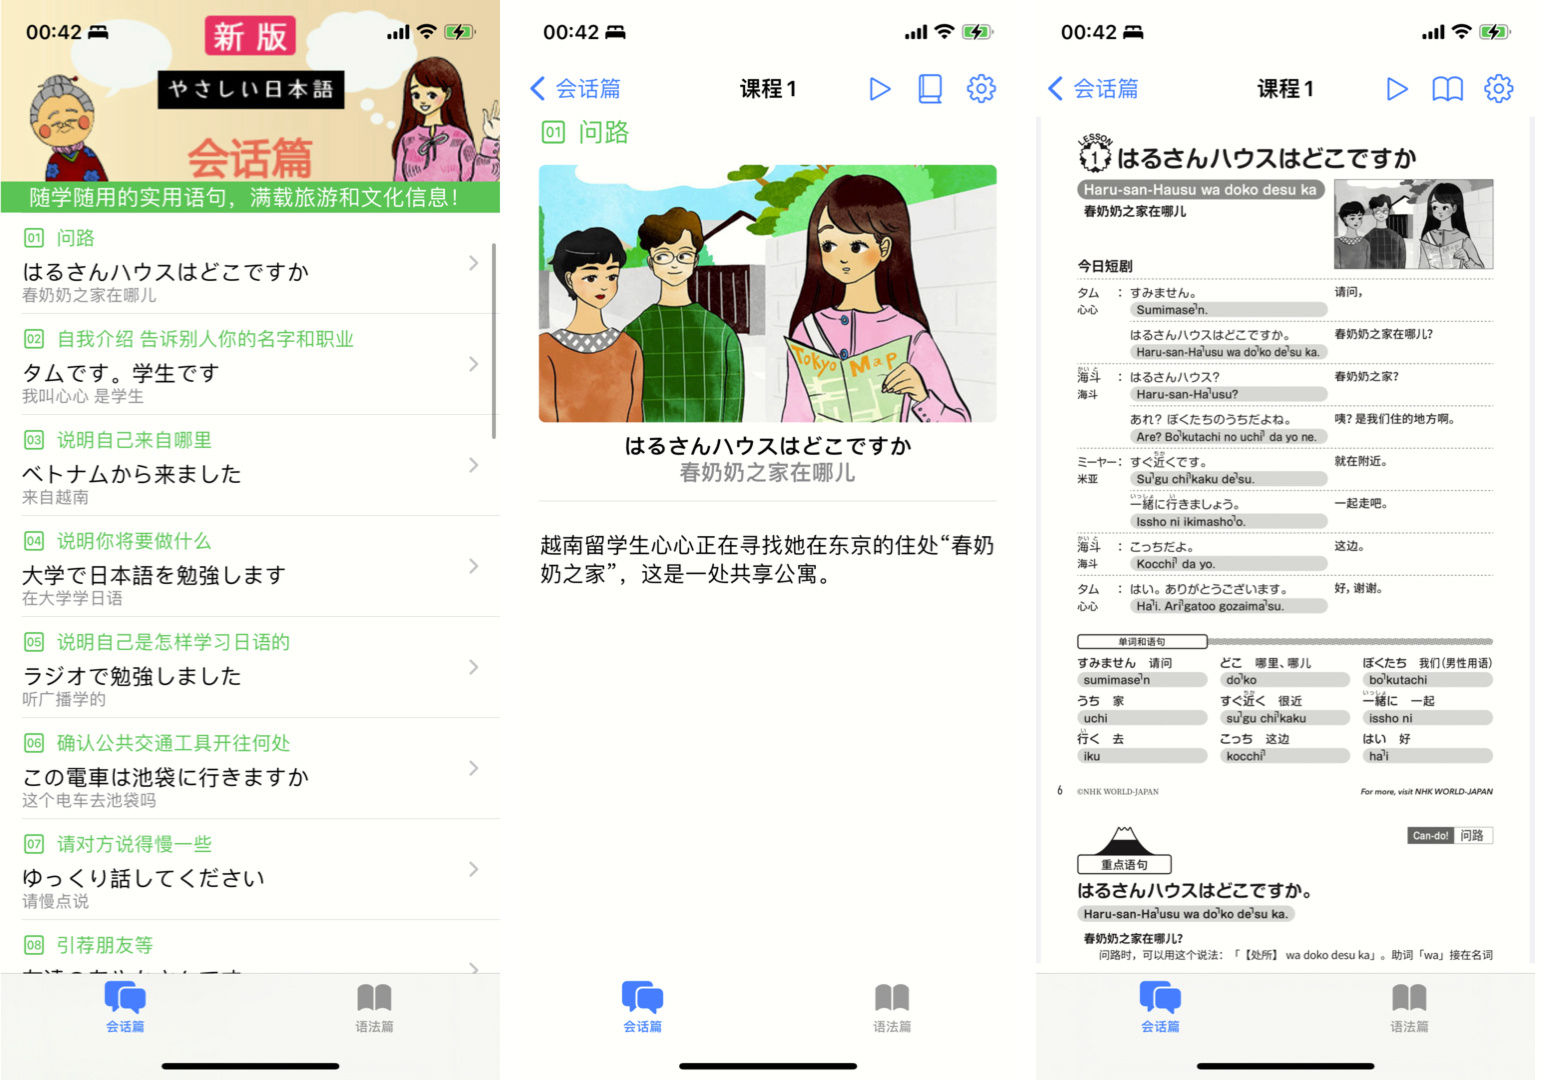 00:42
新 版
やさしい日本語
会话篇
随学随用的实用语句，满载旅游和文化信息！
01 问路
はるさんハウスはどこですか
春奶奶之家在哪儿
02 自我介绍 告诉别人你的名字和职业
タムです。学生です
我叫心心 是学生
03 说明自己来自哪里
ベトナムから来ました
来自越南
04 说明你将要做什么
大学で日本語を勉強します
在大学学日语
05 说明自己是怎样学习日语的
ラジオで勉強しました
听广播学的
06 确认公共交通工具开往何处
この電車は池袋に行きますか
这个电车去池袋吗
07 请对方说得慢一些
ゆっくり話してください
请慢点说
08 引荐朋友等
会话篇
语法篇
00:42
会话篇
课程1
01 问路
Tokyo Map
はるさんハウスはどこですか
春奶奶之家在哪儿
越南留学生心心正在寻找她在东京的住处“春奶
奶之家”，这是一处共享公寓。
会话篇
语法篇
00:42
会话篇
课程1
LESSON
1 はるさんハウスはどこですか
Haru-san-Hausu wa doko desu ka
春奶奶之家在哪儿
今日短剧
タム ： すみません。 请问，
心心 Sumimase˥n.
はるさんハウスはどこですか。 春奶奶之家在哪儿？
Haru-san-Ha˥usu wa do˥ko de˥su ka.
かい と
海斗 ： はるさんハウス？ 春奶奶之家？
海斗 Haru-san-Ha˥usu?
あれ？ ぼくたちのうちだよね。 咦？是我们住的地方啊。
Are? Bo˥kutachi no uchi˥ da yo ne.
ちか
ミーヤー： すぐ近くです。 就在附近。
米亚 Su˥gu chi˥kaku de˥su.
いっしょ い
一緒に行きましょう。 一起走吧。
Issho ni ikimasho˥o.
かい と
海斗 ： こっちだよ。 这边。
海斗 Kocchi˥ da yo.
タム ： はい。ありがとうございます。 好，谢谢。
心心 Ha˥i. Ari˥gatoo gozaima˥su.
单词和语句
すみません 请问 どこ 哪里、哪儿 ぼくたち 我们（男性用语）
sumimase˥n do˥ko bo˥kutachi
ちか いっしょ
うち 家 すぐ近く 很近 一緒に 一起
uchi su˥gu chi˥kaku issho ni
い
行く 去 こっち 这边 はい 好
iku kocchi˥ ha˥i
6 ©NHK WORLD-JAPAN For more, visit NHK WORLD-JAPAN
Can-do! 问路
重点语句
はるさんハウスはどこですか。
Haru-san-Ha˥usu wa do˥ko de˥su ka.
春奶奶之家在哪儿？
问路时，可以用这个说法：「【处所】 wa doko desu ka」。助词「wa」接在名词
会话篇
语法篇